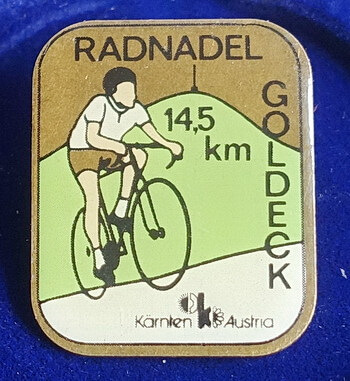 RADNADEL
GOLDECK
14,5
km
Kärnten k Austria